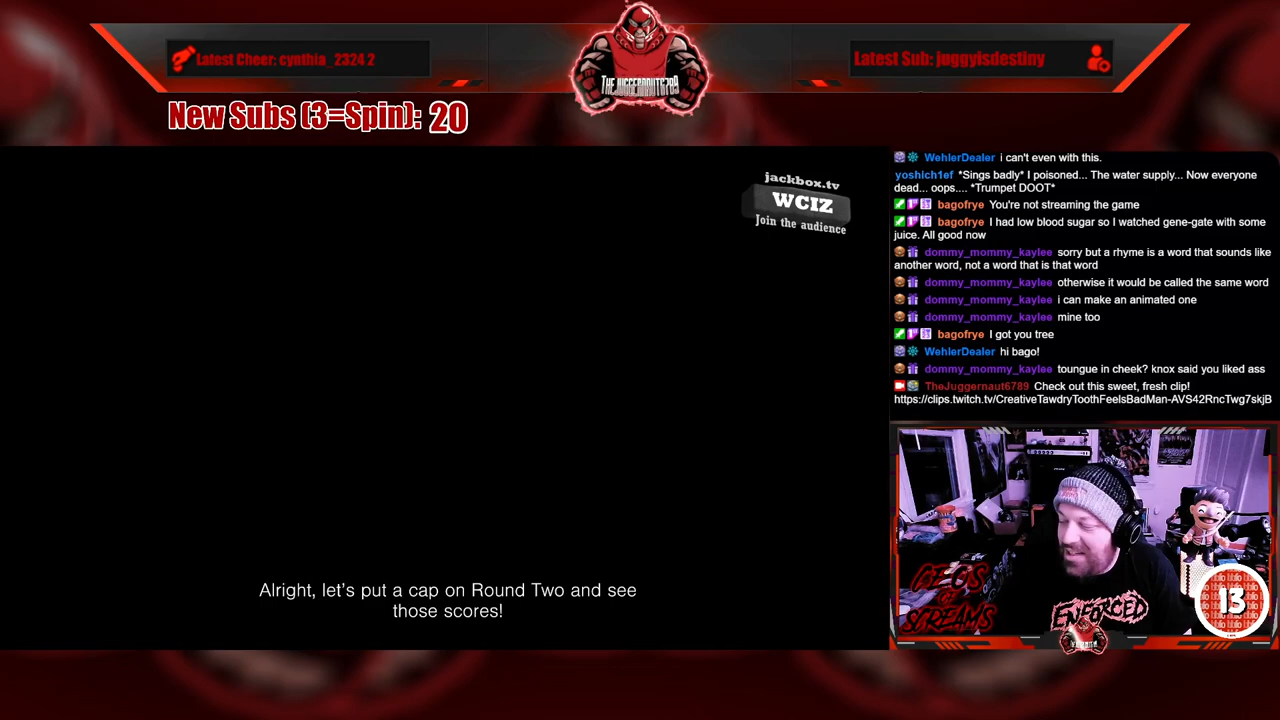 Latest Cheer: cynthia_2324 2
THEJUGGERNAUT6789
Latest Sub: juggyisdestiny
New Subs (3=Spin): 20
jackbox.tv
WCIZ
Join the audience
Alright, let's put a cap on Round Two and see
those scores!
WehlerDealer i can't even with this.
yoshich1ef *Sings badly* I poisoned... The water supply... Now everyone
dead... oops.... *Trumpet DOOT*
bagofrye You're not streaming the game
bagofrye I had low blood sugar so I watched gene-gate with some
juice. All good now
dommy_mommy_kaylee sorry but a rhyme is a word that sounds like
another word, not a word that is that word
dommy_mommy_kaylee otherwise it would be called the same word
dommy_mommy_kaylee i can make an animated one
dommy_mommy_kaylee mine too
bagofrye I got you tree
WehlerDealer hi bago!
dommy_mommy_kaylee toungue in cheek? knox said you liked ass
TheJuggernaut6789 Check out this sweet, fresh clip!
https://clips.twitch.tv/CreativeTawdryToothFeelsBadMan-AVS42RncTwg7skjB
ENFORCED
SCREAMS
13